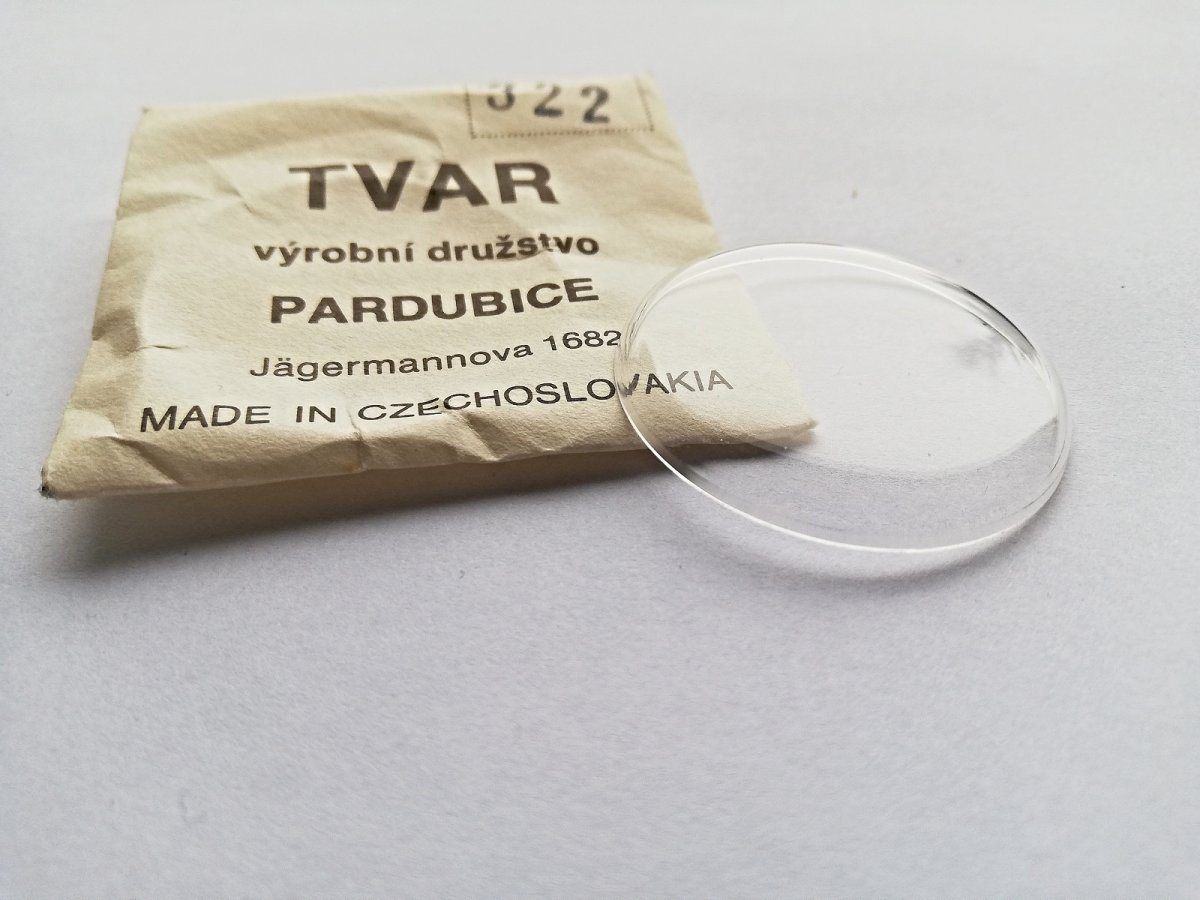 322
TVAR
výrobní družstvo
PARDUBICE
Jägermannova 1682
MADE IN CZECHOSLOVAKIA